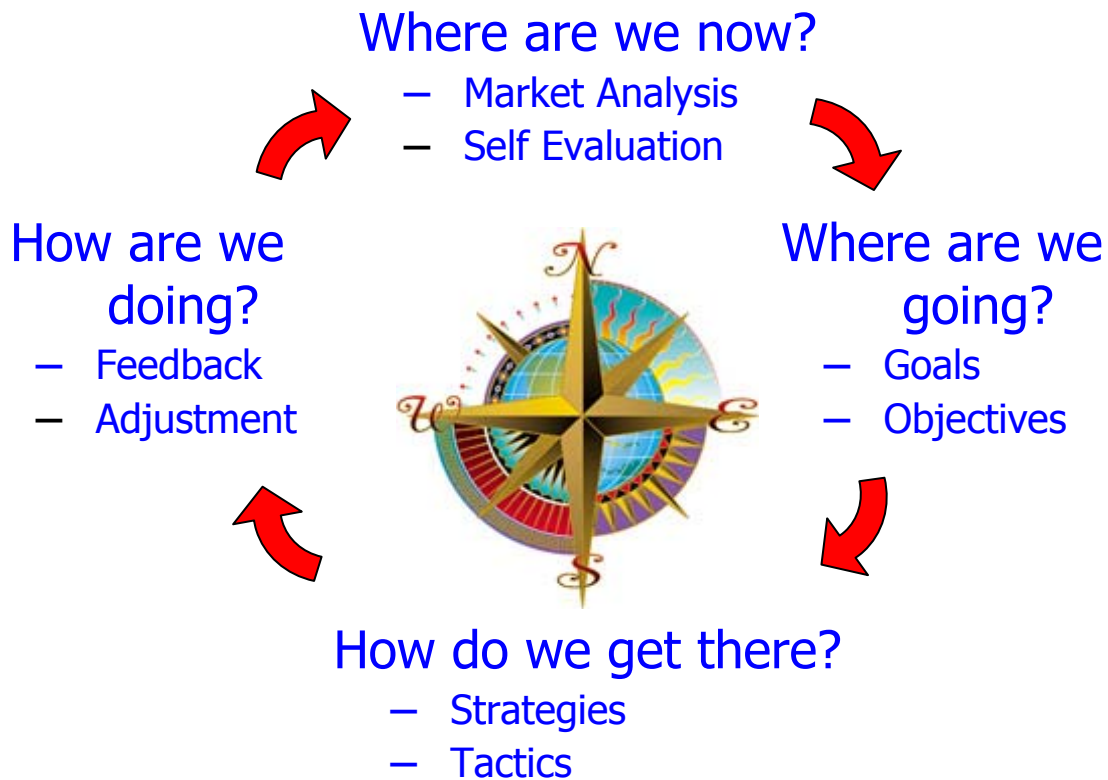 Where are we now?
– Market Analysis
– Self Evaluation
Where are we
going?
– Goals
– Objectives
How do we get there?
– Strategies
– Tactics
How are we
doing?
– Feedback
– Adjustment
N
W
E
S